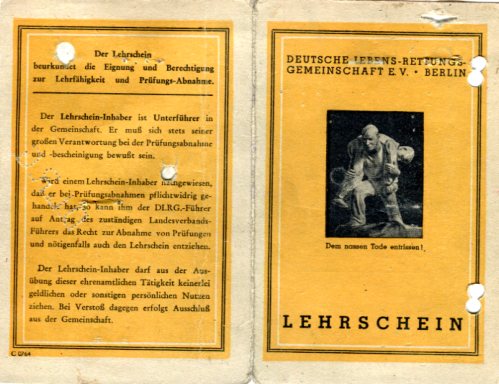 Der Lehrschein
beurkundet die Eignung und Berechtigung
zur Lehrfähigkeit und Prüfungs-Abnahme.
Der Lehrschein-Inhaber ist Unterführer in
der Gemeinschaft. Er muß sich stets seiner
großen Verantwortung bei der Prüfungsabnahme
und -bescheinigung bewußt sein.
Wird einem Lehrschein-Inhaber nachgewiesen,
daß er bei Prüfungsabnahmen pflichtwidrig ge-
handelt hat, so kann ihm der DLRG.-Führer
auf Antrag des zuständigen Landesverbands-
Führers das Recht zur Abnahme von Prüfungen
und nötigenfalls auch den Lehrschein entziehen.
Der Lehrschein-Inhaber darf aus der Aus-
übung dieser ehrenamtlichen Tätigkeit keinerlei
geldlichen oder sonstigen persönlichen Nutzen
ziehen. Bei Verstoß dagegen erfolgt Ausschluß
aus der Gemeinschaft.
C 0764
DEUTSCHE LEBENS-RETTUNGS-
GEMEINSCHAFT E.V. • BERLIN
Dem nassen Tode entrissen!
LEHRSCHEIN